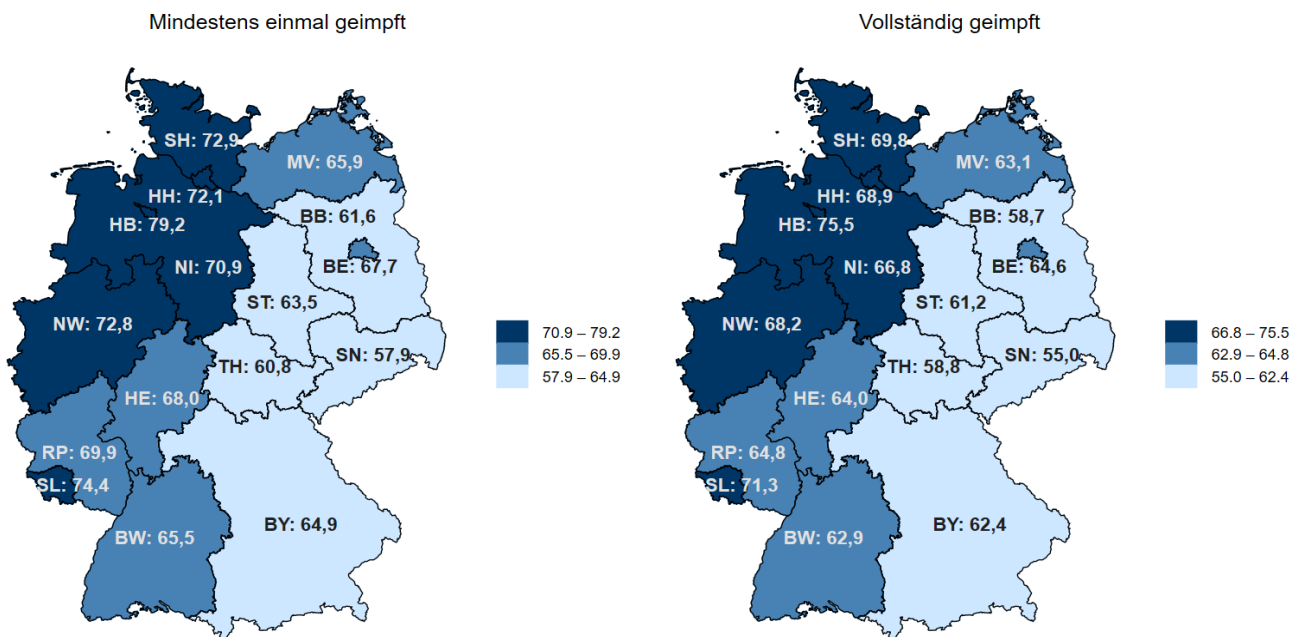 Mindestens einmal geimpft
SH: 72,9
MV: 65,9
HH: 72,1
BB: 61,6
HB: 79,2
NI: 70,9
BE: 67,7
ST: 63,5
NW: 72,8
SN: 57,9
TH: 60,8
HE: 68,0
RP: 69,9
SL: 74,4
BW: 65,5
BY: 64,9
70.9 – 79.2
65.5 – 69.9
57.9 – 64.9
Vollständig geimpft
SH: 69,8
MV: 63,1
HH: 68,9
BB: 58,7
HB: 75,5
NI: 66,8
BE: 64,6
ST: 61,2
NW: 68,2
SN: 55,0
TH: 58,8
HE: 64,0
RP: 64,8
SL: 71,3
BW: 62,9
BY: 62,4
66.8 – 75.5
62.9 – 64.8
55.0 – 62.4